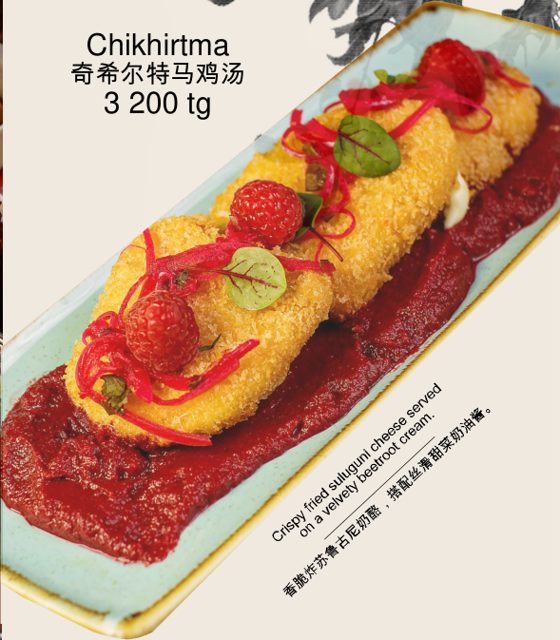 Chikhirtma
奇希尔特马鸡汤
3 200 tg
Crispy fried suluguni cheese served
on a velvety beetroot cream.
香脆炸苏鲁古尼奶酪，搭配丝滑甜菜奶油酱。